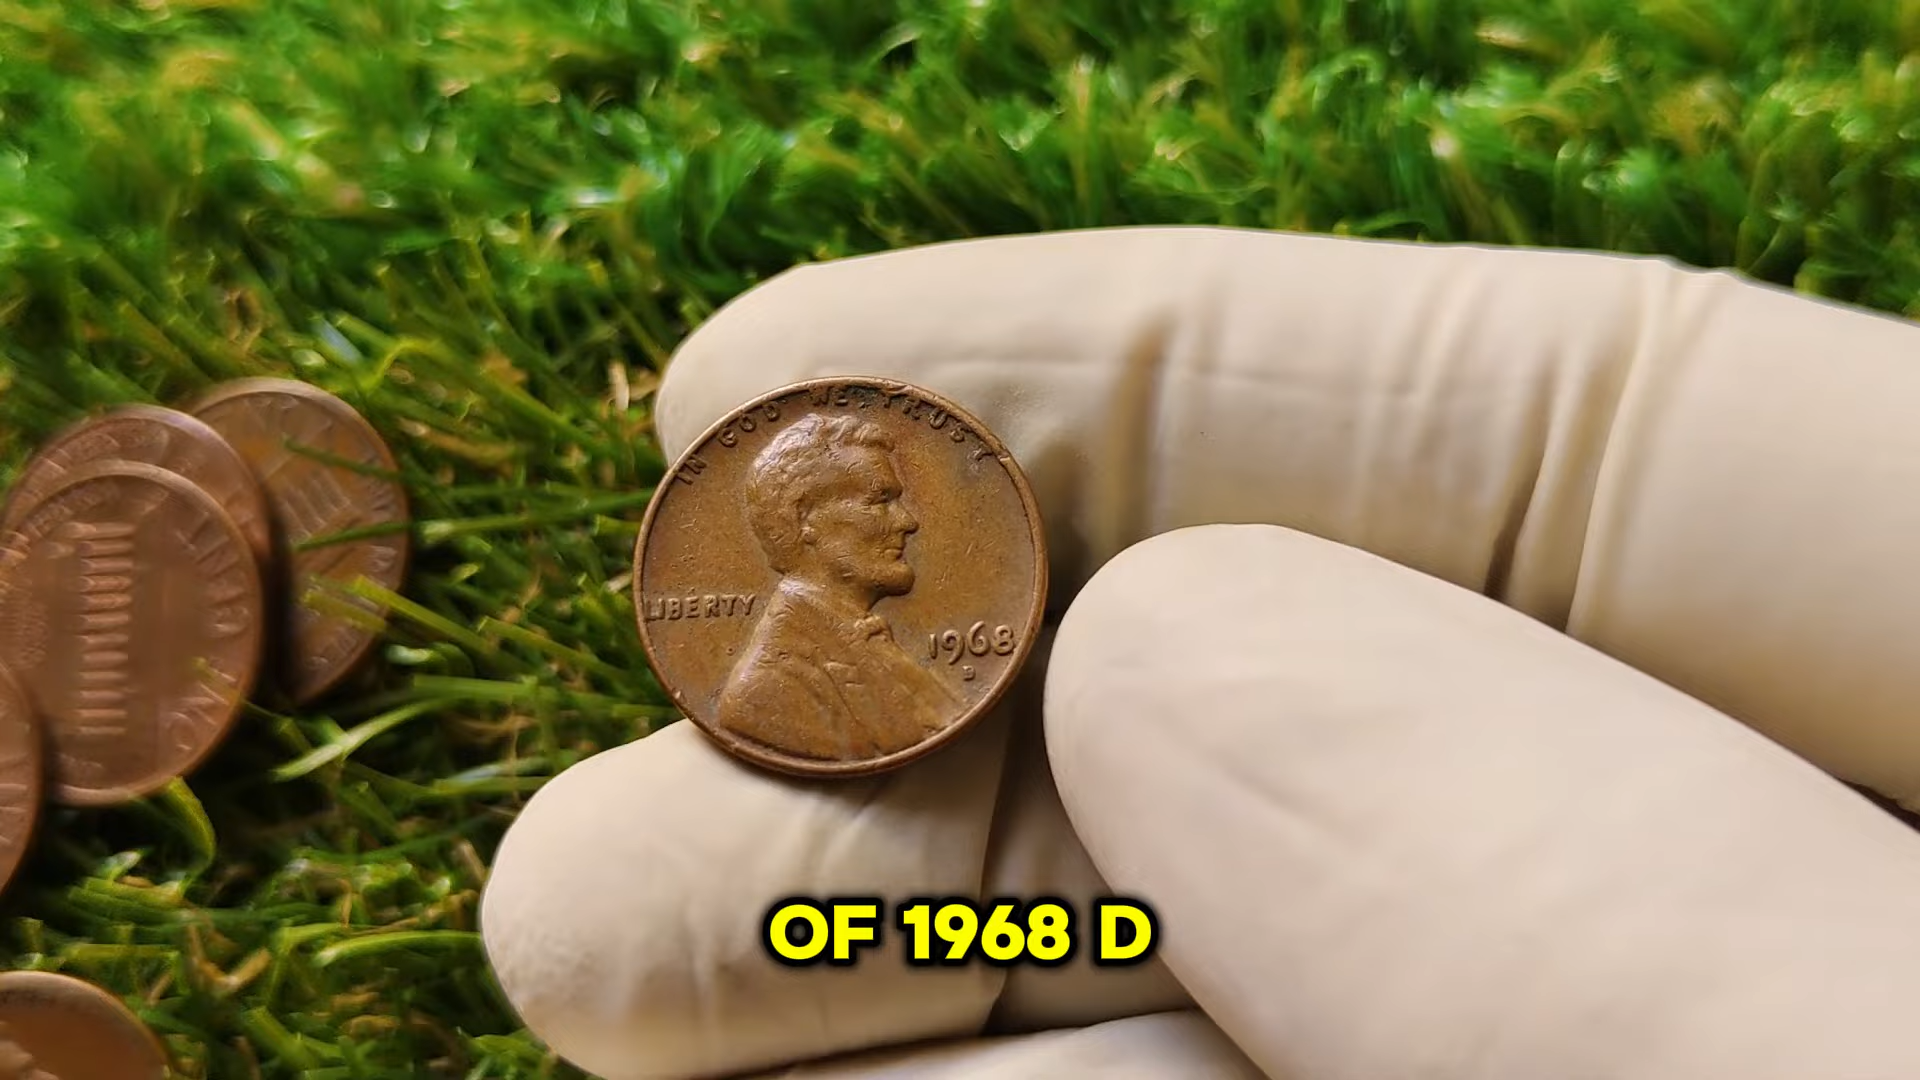 IN GOD WE TRUST
LIBERTY
1968
D
OF 1968 D